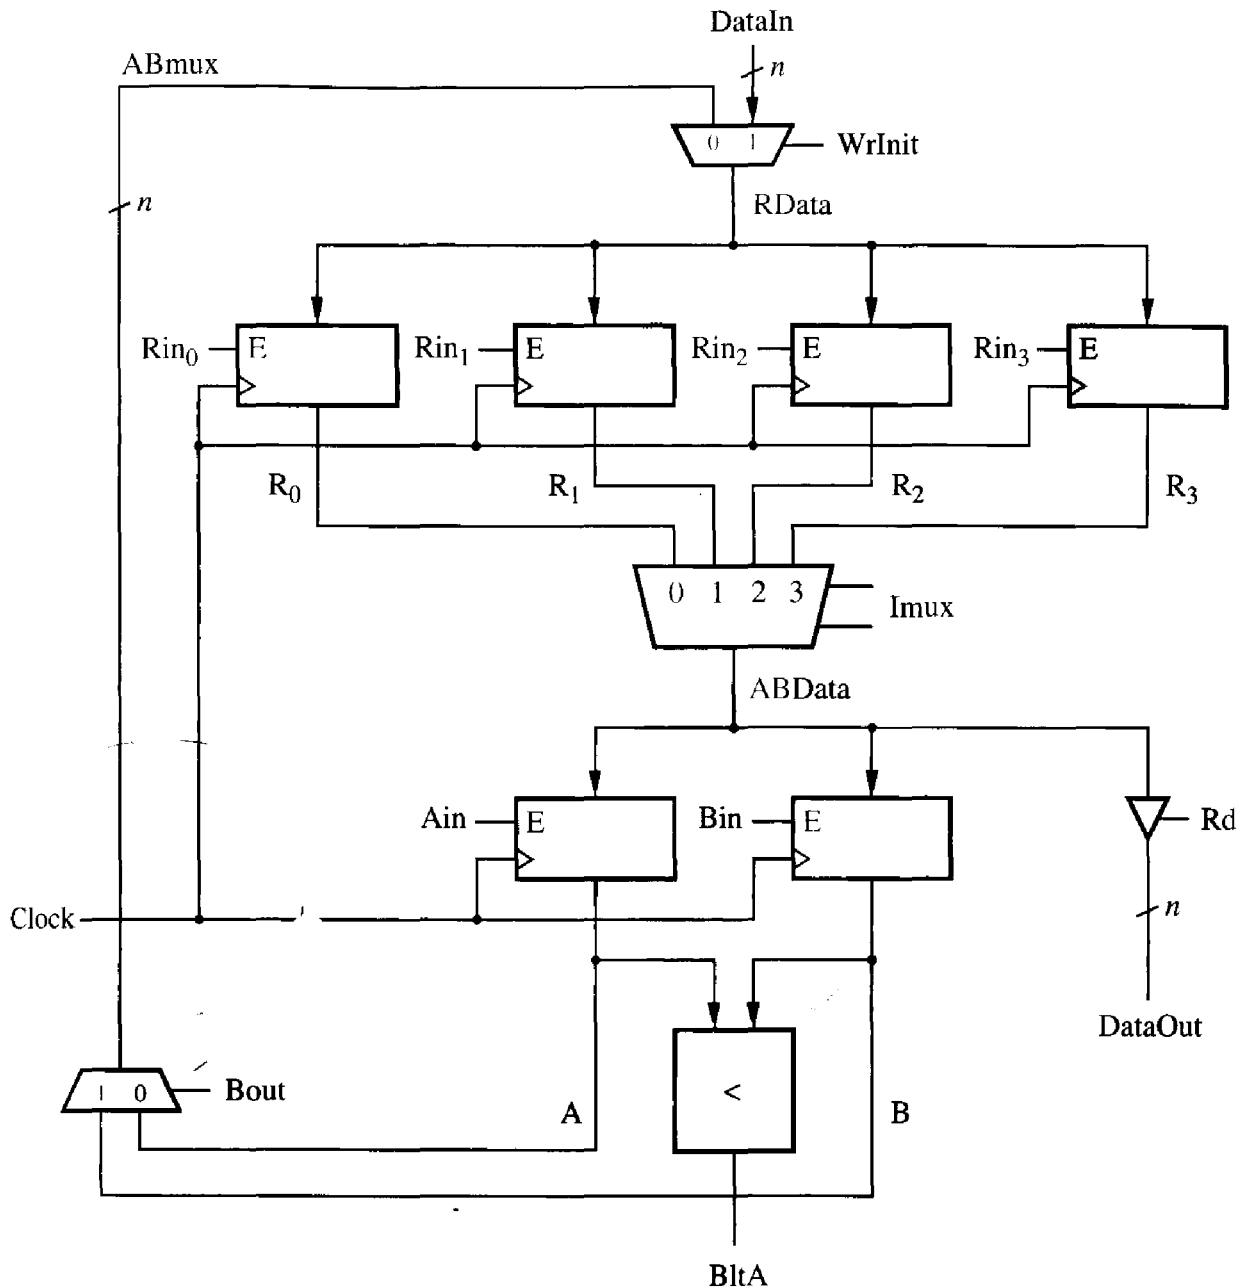 DataIn
ABmux
n
0 1
WrInit
n
RData
Rin0
E
Rin1
E
Rin2
E
Rin3
E
R0
R1
R2
R3
0 1 2 3
Imux
ABData
Ain
E
Bin
E
Rd
Clock
n
DataOut
1 0
Bout
A
<
B
BltA